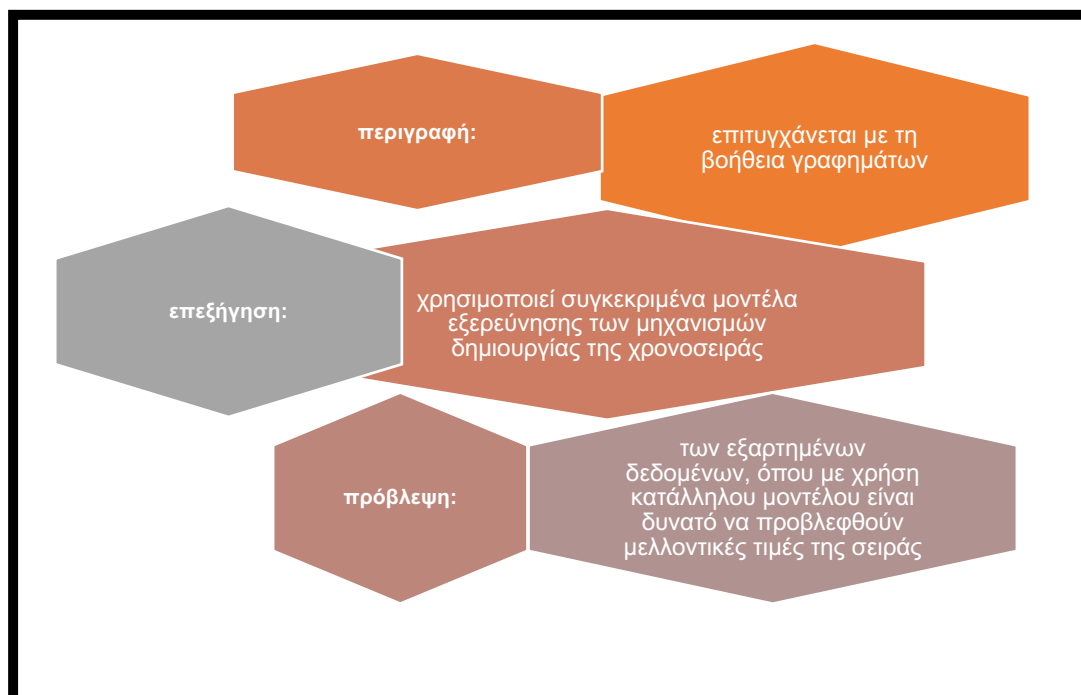 περιγραφή:
επιτυγχάνεται με τη
βοήθεια γραφημάτων
επεξήγηση:
χρησιμοποιεί συγκεκριμένα μοντέλα
εξερεύνησης των μηχανισμών
δημιουργίας της χρονοσειράς
πρόβλεψη:
των εξαρτημένων
δεδομένων, όπου με χρήση
κατάλληλου μοντέλου είναι
δυνατό να προβλεφθούν
μελλοντικές τιμές της σειράς